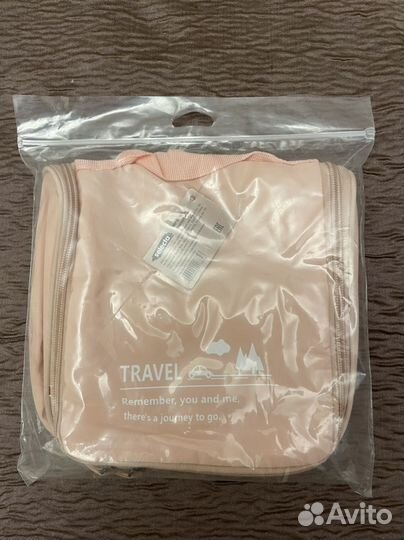 TRAVEL
Remember, you and me,
there's a journey to go.
Avito